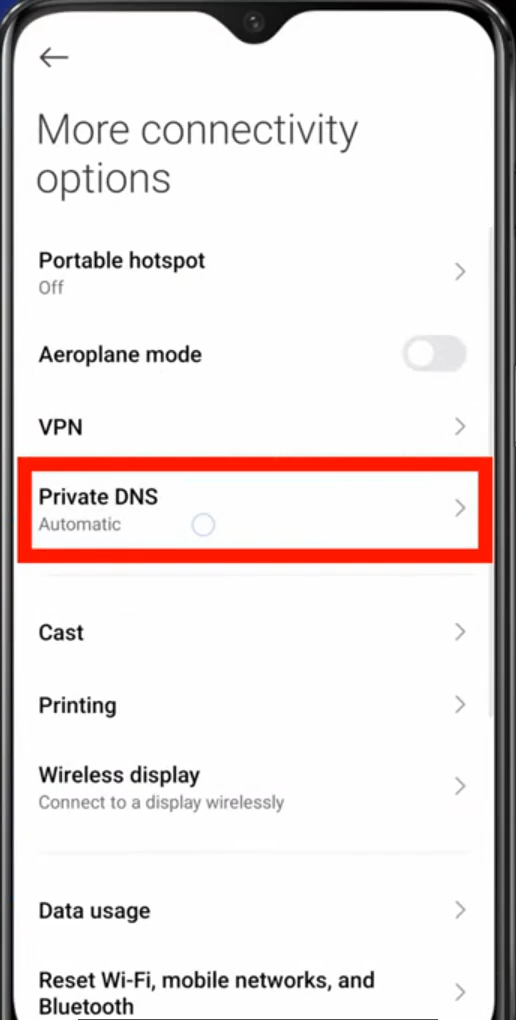 More connectivity
options
Portable hotspot
Off
Aeroplane mode
VPN
Private DNS
Automatic
Cast
Printing
Wireless display
Connect to a display wirelessly
Data usage
Reset Wi-Fi, mobile networks, and
Bluetooth